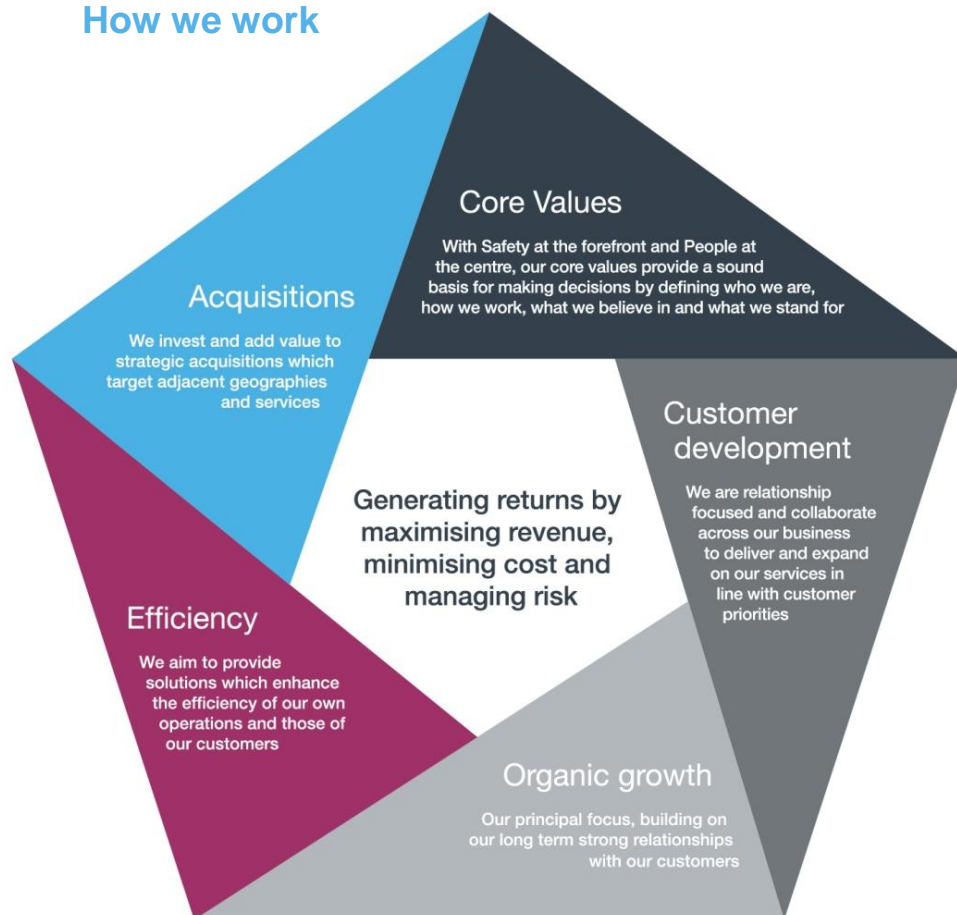 How we work
Core Values
With Safety at the forefront and People at
the centre, our core values provide a sound
basis for making decisions by defining who we are,
how we work, what we believe in and what we stand for
Acquisitions
We invest and add value to
strategic acquisitions which
target adjacent geographies
and services
Customer
development
We are relationship
focused and collaborate
across our business
to deliver and expand
on our services in
line with customer
priorities
Generating returns by
maximising revenue,
minimising cost and
managing risk
Efficiency
We aim to provide
solutions which enhance
the efficiency of our own
operations and those of
our customers
Organic growth
Our principal focus, building on
our long term strong relationships
with our customers